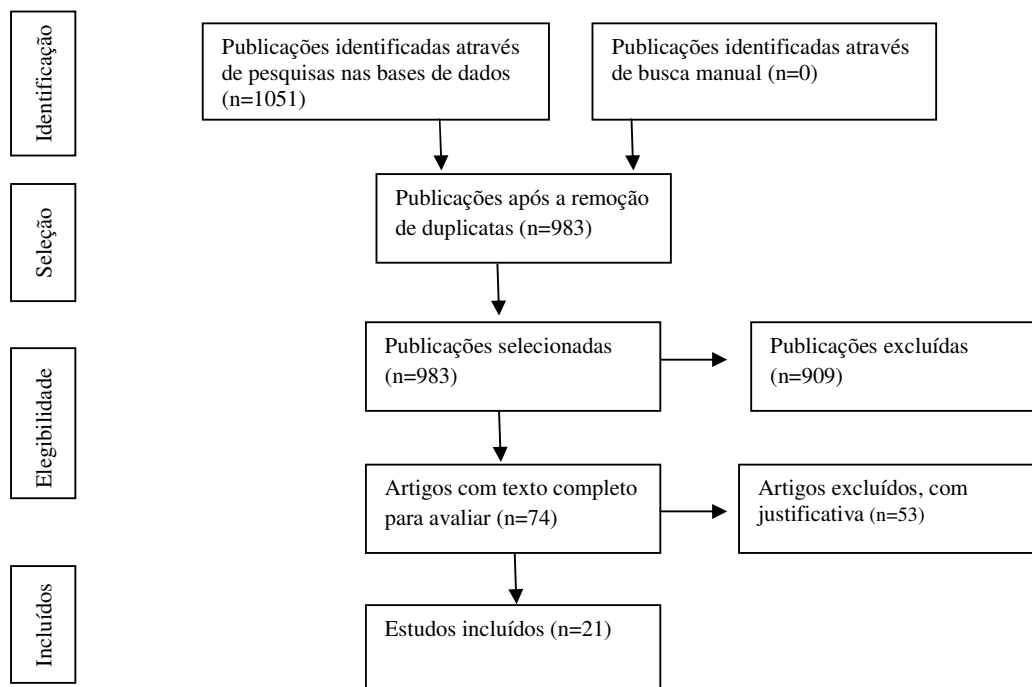 Identificação
Publicações identificadas através
de pesquisas nas bases de dados
(n=1051)
Publicações identificadas através
de busca manual (n=0)
Seleção
Publicações após a remoção
de duplicatas (n=983)
Elegibilidade
Publicações selecionadas
(n=983)
Publicações excluídas
(n=909)
Artigos com texto completo
para avaliar (n=74)
Artigos excluídos, com
justificativa (n=53)
Incluídos
Estudos incluídos (n=21)